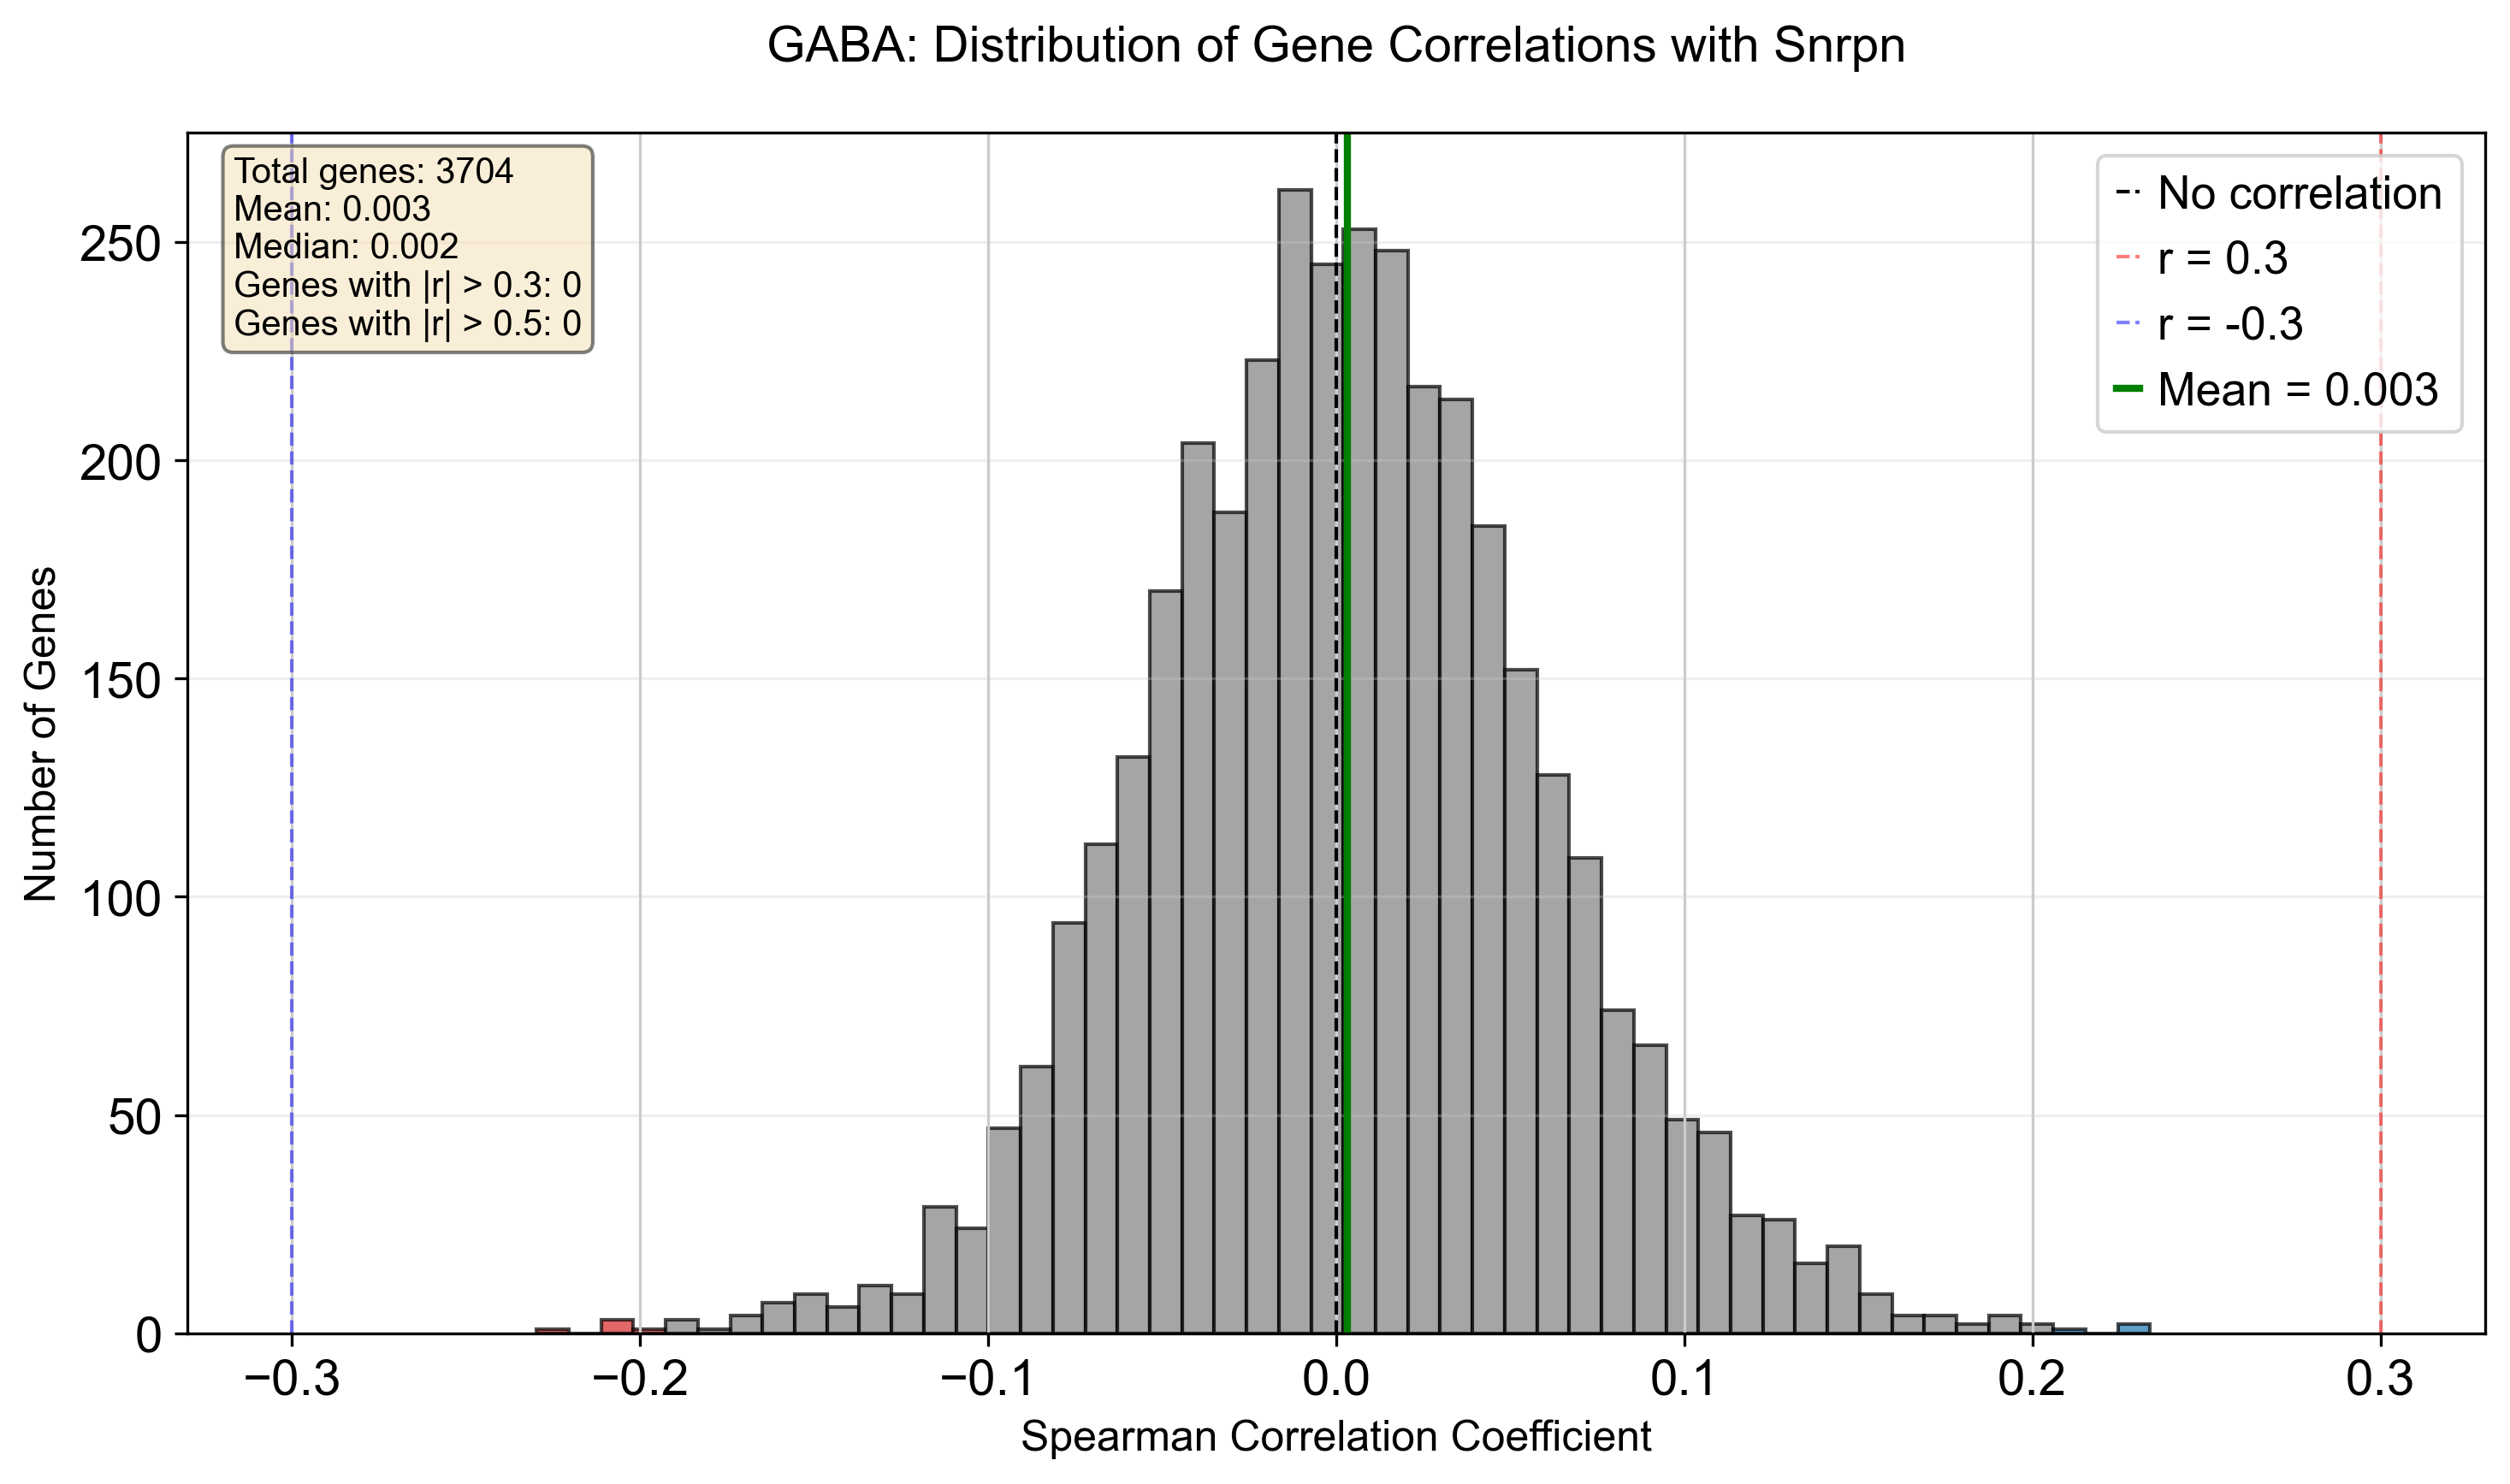 GABA: Distribution of Gene Correlations with Snrpn
Total genes: 3704
Mean: 0.003
Median: 0.002
Genes with |r| > 0.3: 0
Genes with |r| > 0.5: 0
No correlation
r = 0.3
r = -0.3
Mean = 0.003
Number of Genes
250
200
150
100
50
0
−0.3
−0.2
−0.1
0.0
0.1
0.2
0.3
Spearman Correlation Coefficient